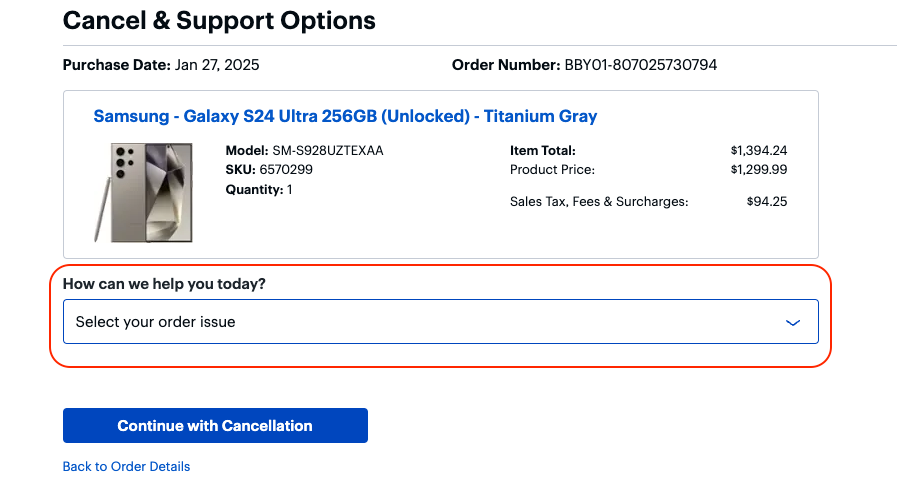 Cancel & Support Options
Purchase Date: Jan 27, 2025 Order Number: BBY01-807025730794
Samsung - Galaxy S24 Ultra 256GB (Unlocked) - Titanium Gray
Model: SM-S928UZTEXAA Item Total: $1,394.24
SKU: 6570299 Product Price: $1,299.99
Quantity: 1
Sales Tax, Fees & Surcharges: $94.25
How can we help you today?
Select your order issue
Continue with Cancellation
Back to Order Details